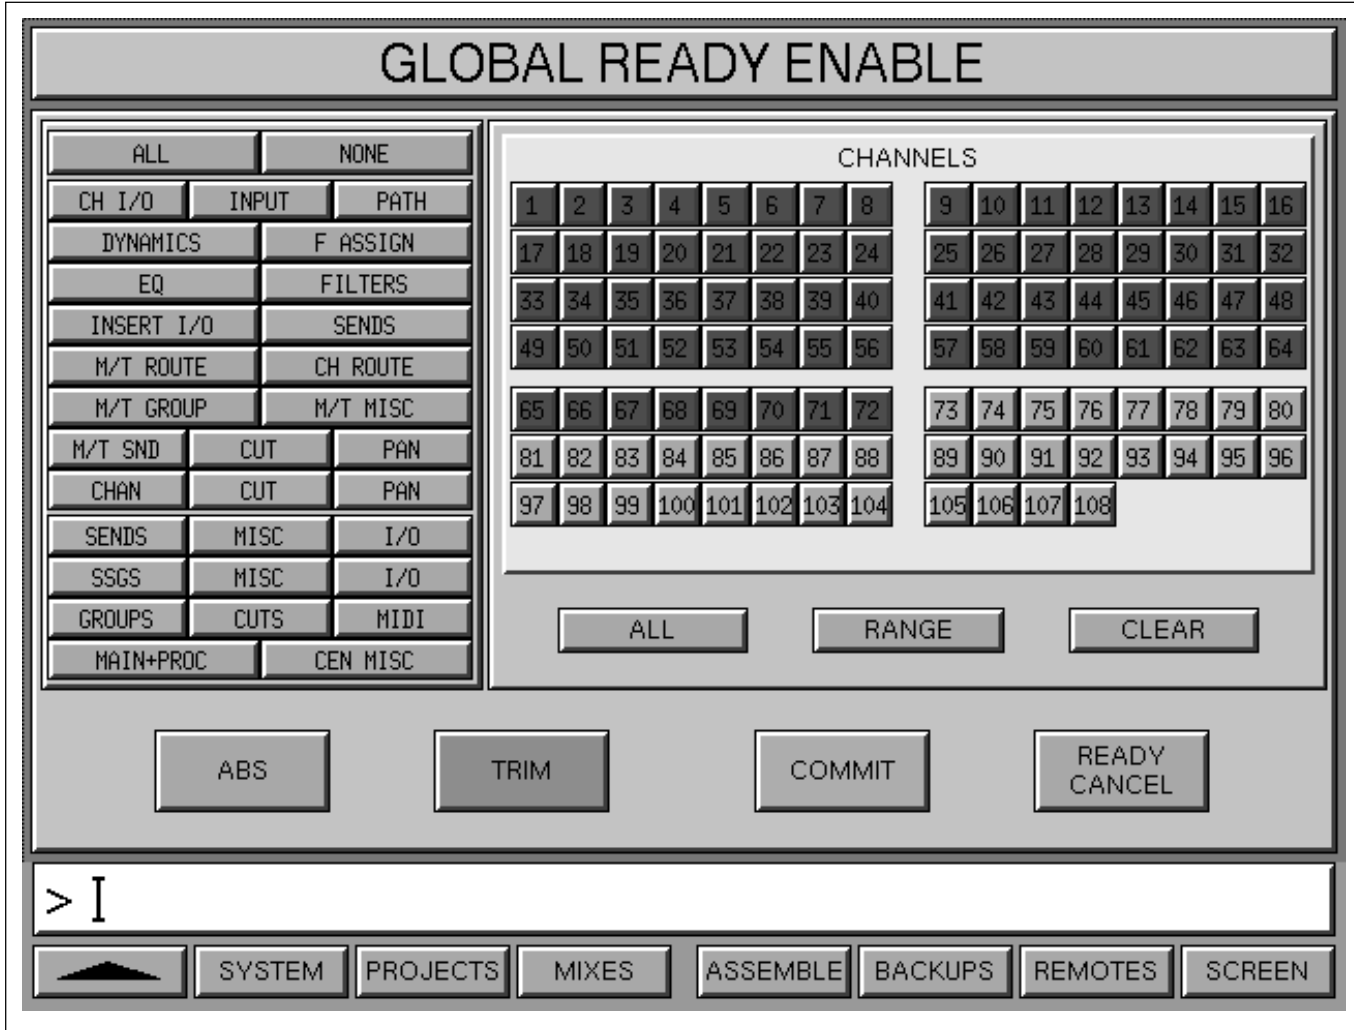 GLOBAL READY ENABLE
ALL NONE
CH I/O INPUT PATH
DYNAMICS F ASSIGN
EQ FILTERS
INSERT I/O SENDS
M/T ROUTE CH ROUTE
M/T GROUP M/T MISC
M/T SND CUT PAN
CHAN CUT PAN
SENDS MISC I/O
SSGS MISC I/O
GROUPS CUTS MIDI
MAIN+PROC CEN MISC
CHANNELS
1 2 3 4 5 6 7 8 9 10 11 12 13 14 15 16
17 18 19 20 21 22 23 24 25 26 27 28 29 30 31 32
33 34 35 36 37 38 39 40 41 42 43 44 45 46 47 48
49 50 51 52 53 54 55 56 57 58 59 60 61 62 63 64
65 66 67 68 69 70 71 72 73 74 75 76 77 78 79 80
81 82 83 84 85 86 87 88 89 90 91 92 93 94 95 96
97 98 99 100 101 102 103 104 105 106 107 108
ALL RANGE CLEAR
ABS TRIM COMMIT READY
CANCEL
>
SYSTEM PROJECTS MIXES ASSEMBLE BACKUPS REMOTES SCREEN